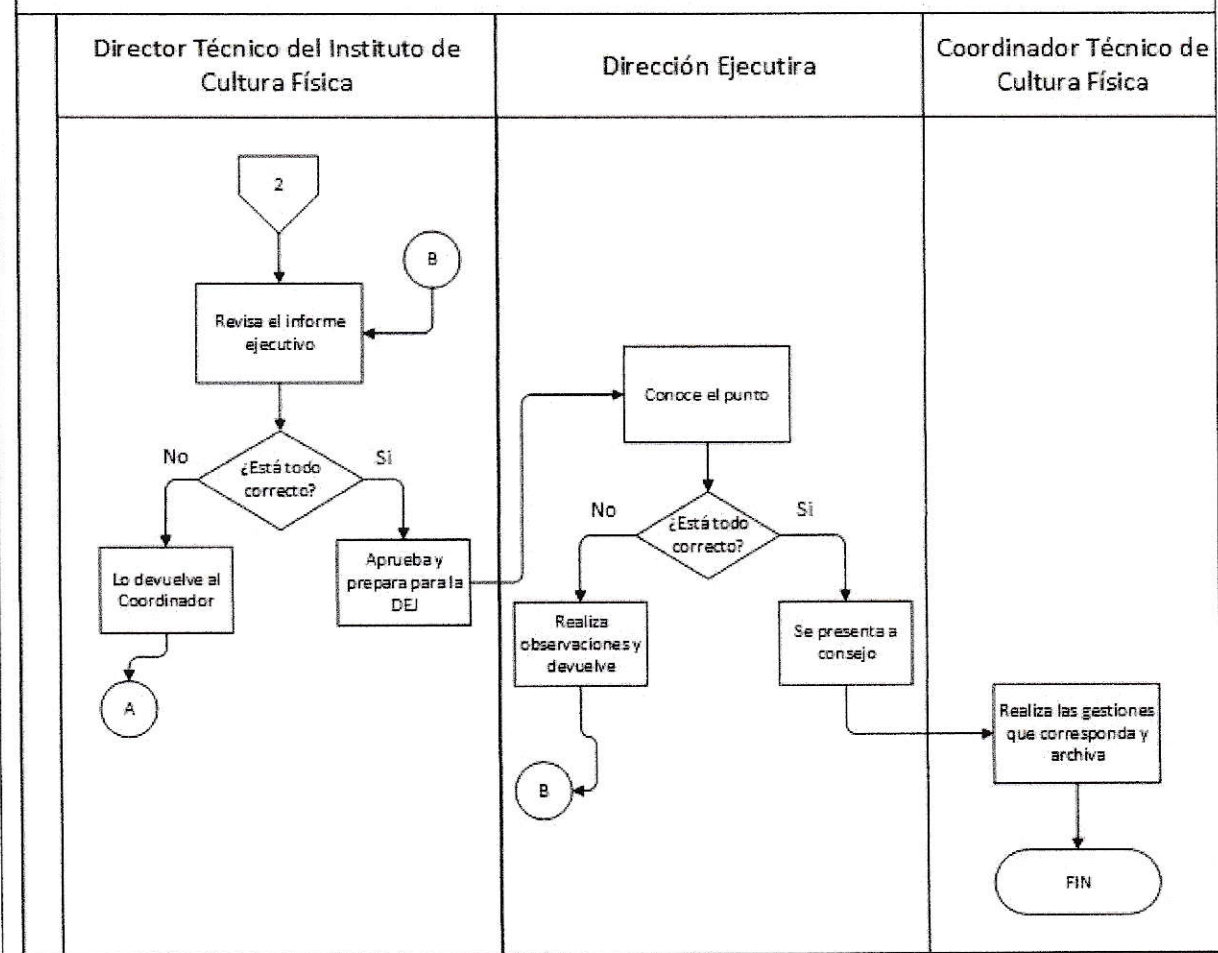 Director Técnico del Instituto de
Cultura Física
Dirección Ejecutira
Coordinador Técnico de
Cultura Física
2
B
Revisa el informe
ejecutivo
¿Está todo
correcto?
No
Si
Lo devuelve al
Coordinador
Aprueba y
prepara para la
DEJ
A
Conoce el punto
¿Está todo
correcto?
No
Si
Realiza
observaciones y
devuelve
Se presenta a
consejo
B
Realiza las gestiones
que corresponda y
archiva
FIN